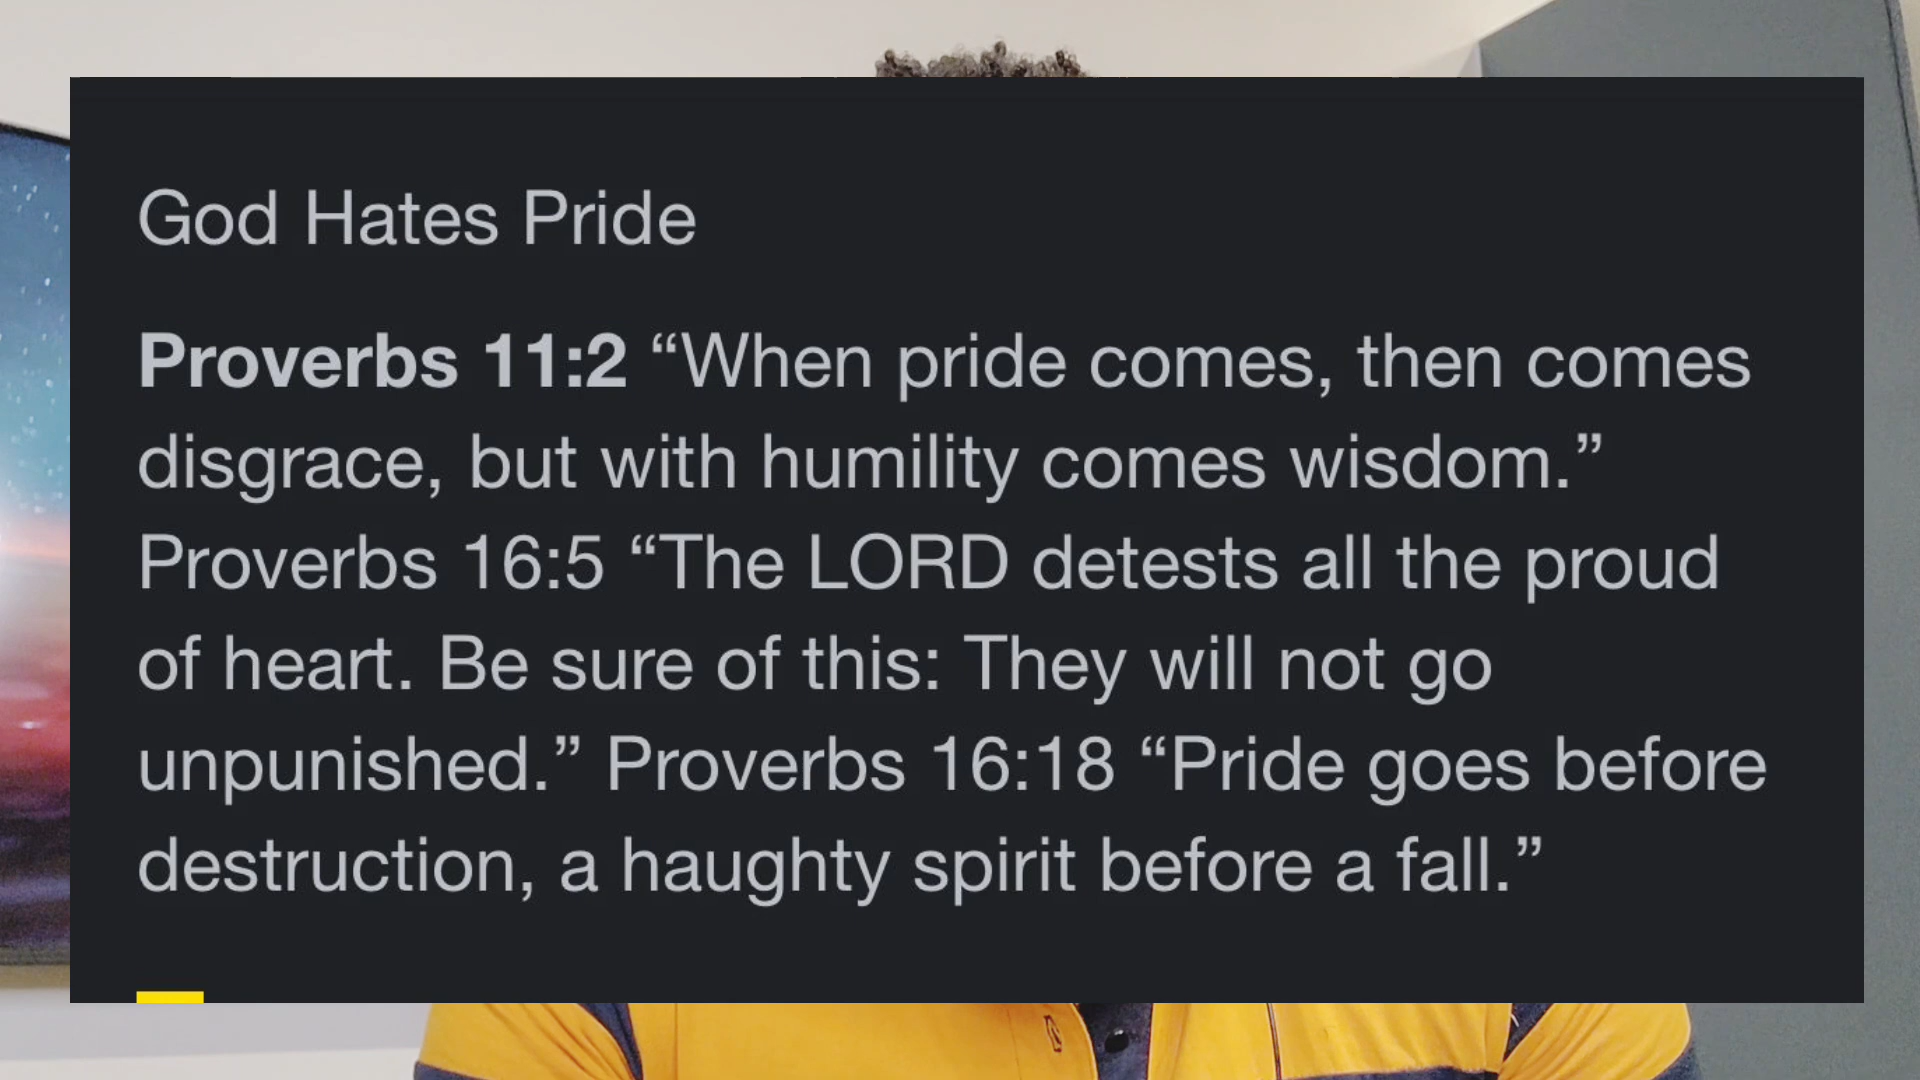 God Hates Pride
Proverbs 11:2 “When pride comes, then comes
disgrace, but with humility comes wisdom.”
Proverbs 16:5 “The LORD detests all the proud
of heart. Be sure of this: They will not go
unpunished.” Proverbs 16:18 “Pride goes before
destruction, a haughty spirit before a fall.”